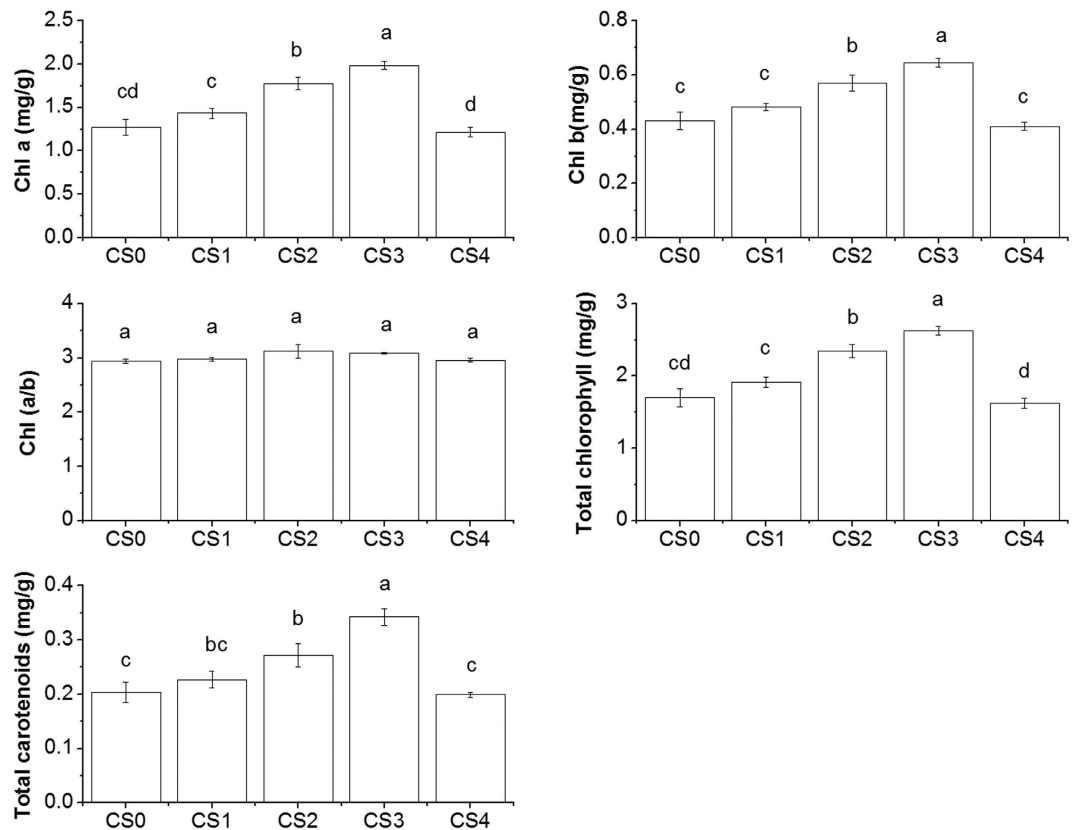 Chl a (mg/g)
2.5
2.0
1.5
1.0
0.5
0.0
cd
c
b
a
d
CS0 CS1 CS2 CS3 CS4
Chl b(mg/g)
0.8
0.6
0.4
0.2
0.0
c
c
b
a
c
CS0 CS1 CS2 CS3 CS4
Chl (a/b)
4
3
2
1
0
a
a
a
a
a
CS0 CS1 CS2 CS3 CS4
Total chlorophyll (mg/g)
3
2
1
0
cd
c
b
a
d
CS0 CS1 CS2 CS3 CS4
Total carotenoids (mg/g)
0.4
0.3
0.2
0.1
0.0
c
bc
b
a
c
CS0 CS1 CS2 CS3 CS4